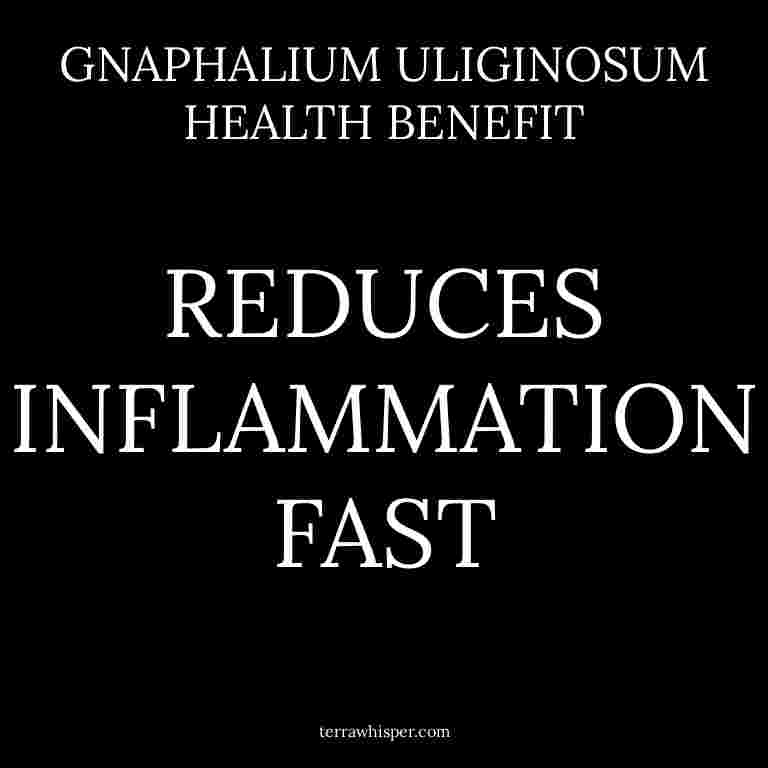 GNAPHALIUM ULIGINOSUM
HEALTH BENEFIT
REDUCES
INFLAMMATION
FAST
terrawhisper.com